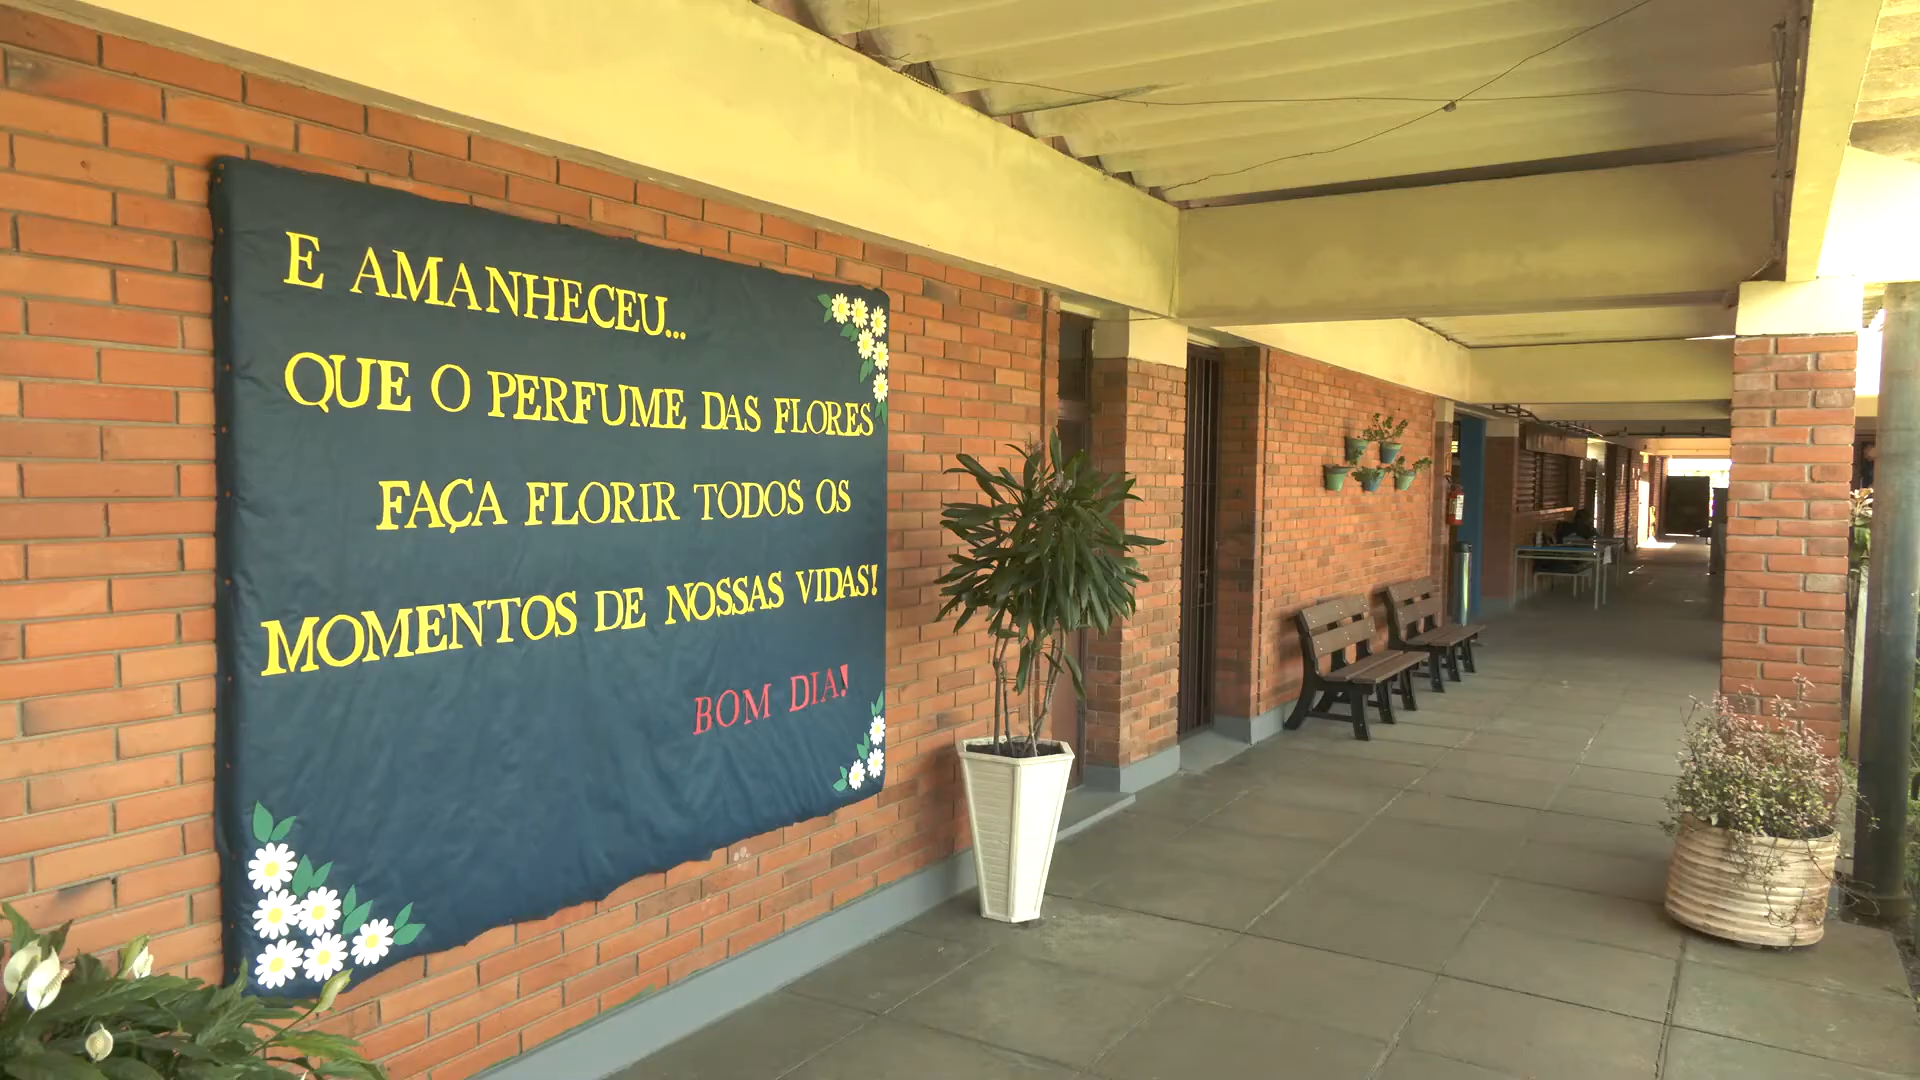 E AMANHECEU...
QUE O PERFUME DAS FLORES
FAÇA FLORIR TODOS OS
MOMENTOS DE NOSSAS VIDAS!
BOM DIA!